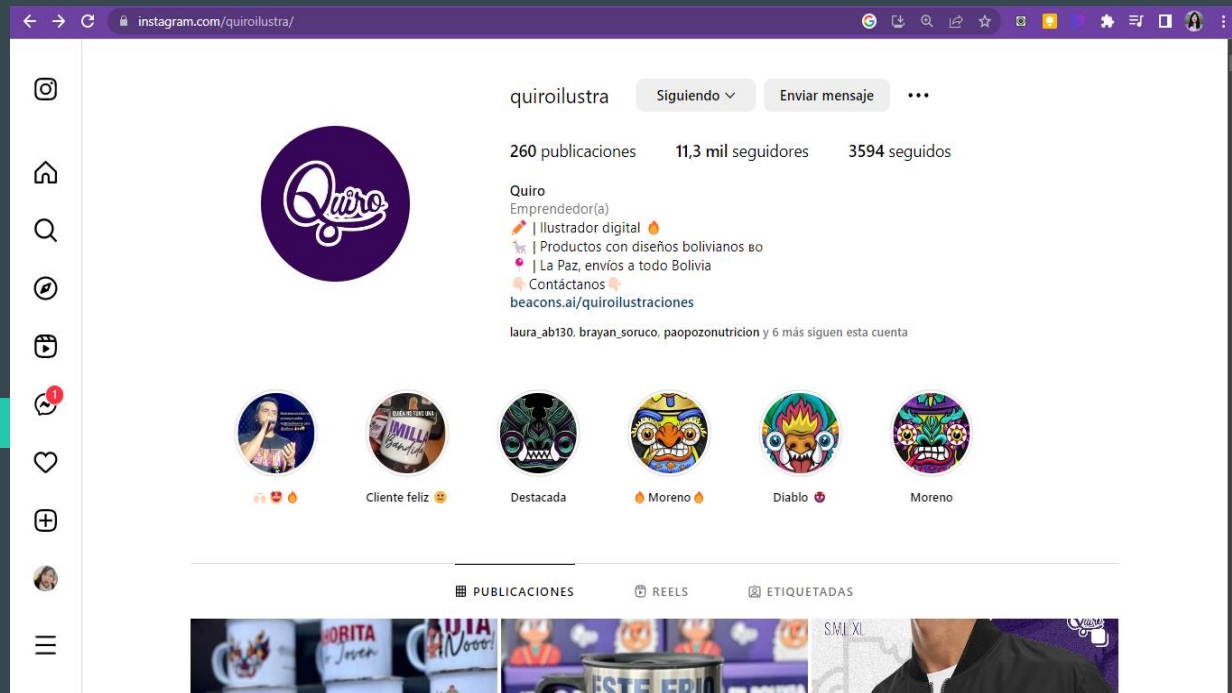 instagram.com/quiroilustra/
quiroilustra
Siguiendo
Enviar mensaje
260 publicaciones
11,3 mil seguidores
3594 seguidos
Quiro
Quiro
Emprendedor(a)
| Ilustrador digital
| Productos con diseños bolivianos BO
| La Paz, envíos a todo Bolivia
Contáctanos
beacons.ai/quiroilustraciones
laura_ab130, brayan_soruco, paopozonutricion y 6 más siguen esta cuenta
1
IMILLA
Bandida
Cliente feliz
Destacada
Moreno
Diablo
Moreno
PUBLICACIONES
REELS
ETIQUETADAS
Joven
Nooo!
ESTE FRIO
S.M.L.XL
Quiro